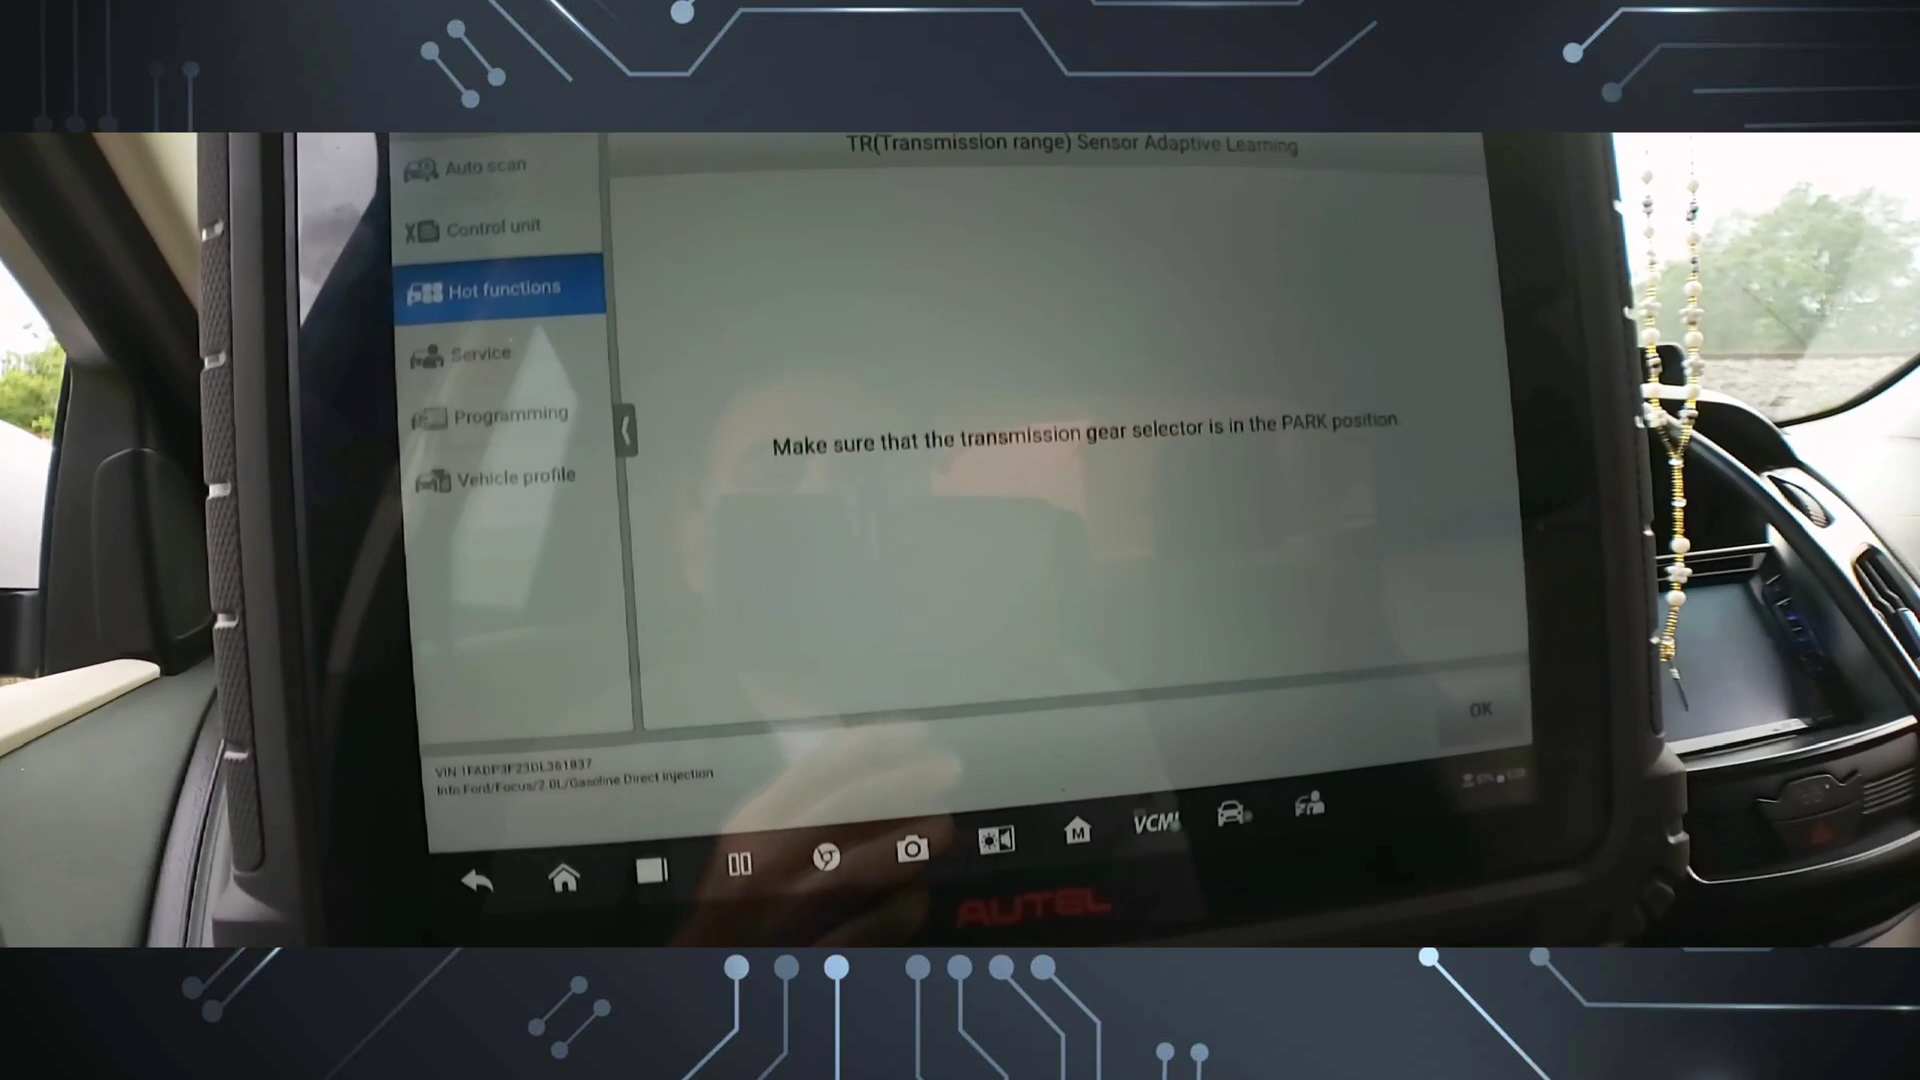 TR(Transmission range) Sensor Adaptive Learning
Auto scan
Control unit
Hot functions
Service
Programming
Vehicle profile
Make sure that the transmission gear selector is in the PARK position.
OK
VIN 1FADP3F23DL361837
Info Ford/Focus/2.0L/Gasoline Direct Injection
M
VCMI
AUTEL